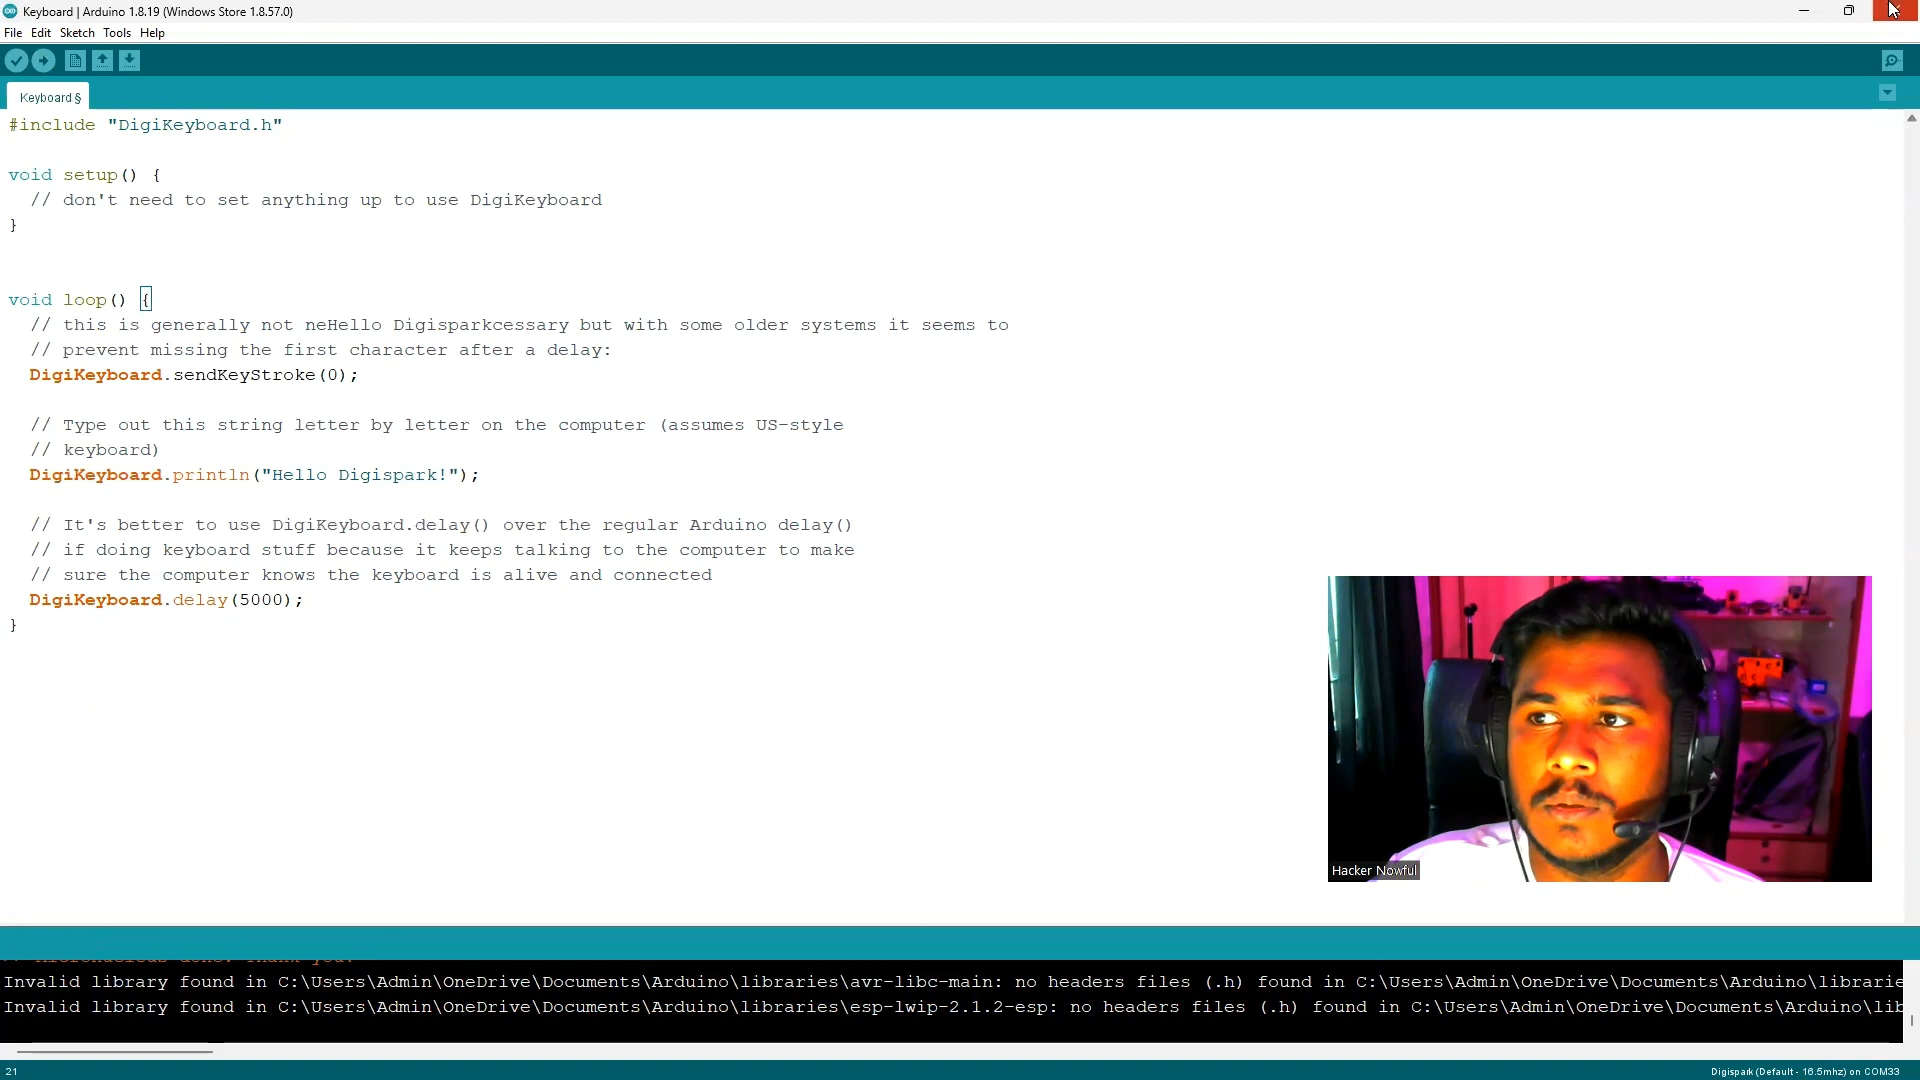 Keyboard | Arduino 1.8.19 (Windows Store 1.8.57.0)
File Edit Sketch Tools Help
Keyboard §
#include "DigiKeyboard.h"
void setup() {
// don't need to set anything up to use DigiKeyboard
}
void loop() {
// this is generally not neHello Digisparkcessary but with some older systems it seems to
// prevent missing the first character after a delay:
DigiKeyboard.sendKeyStroke(0);
// Type out this string letter by letter on the computer (assumes US-style
// keyboard)
DigiKeyboard.println("Hello Digispark!");
// It's better to use DigiKeyboard.delay() over the regular Arduino delay()
// if doing keyboard stuff because it keeps talking to the computer to make
// sure the computer knows the keyboard is alive and connected
DigiKeyboard.delay(5000);
}
Hacker Nowful
Invalid library found in C:\Users\Admin\OneDrive\Documents\Arduino\libraries\avr-libc-main: no headers files (.h) found in C:\Users\Admin\OneDrive\Documents\Arduino\librarie
Invalid library found in C:\Users\Admin\OneDrive\Documents\Arduino\libraries\esp-lwip-2.1.2-esp: no headers files (.h) found in C:\Users\Admin\OneDrive\Documents\Arduino\lib
21
Digispark (Default - 16.5mhz) on COM33